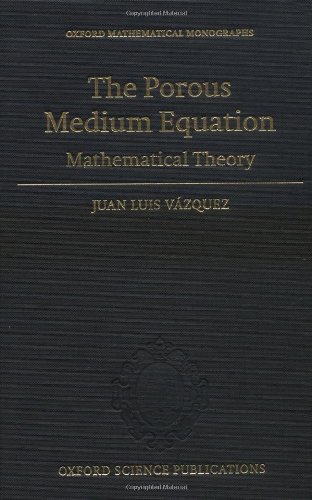 OXFORD MATHEMATICAL MONOGRAPHS
The Porous
Medium Equation
Mathematical Theory
JUAN LUIS VÁZQUEZ
OXFORD SCIENCE PUBLICATIONS